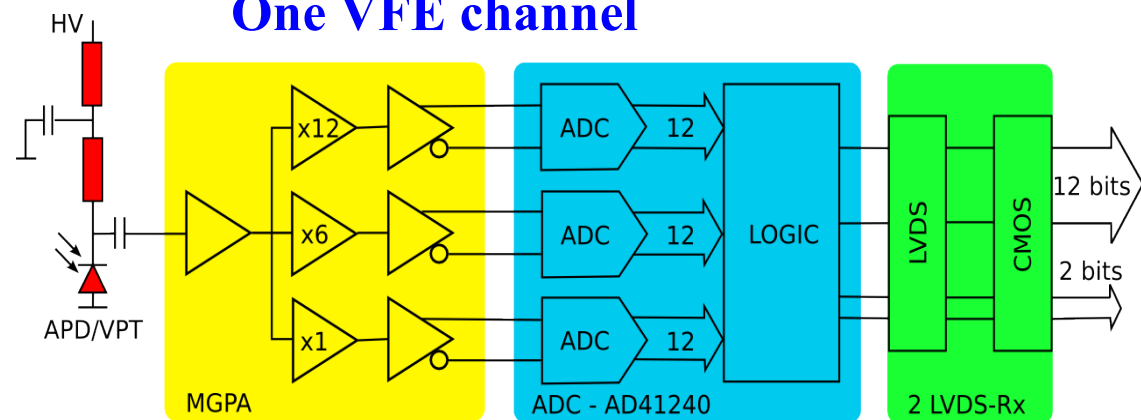 One VFE channel
HV
APD/VPT
x12
x6
x1
MGPA
ADC
12
ADC
12
ADC
12
LOGIC
ADC - AD41240
LVDS
CMOS
2 LVDS-Rx
12 bits
2 bits